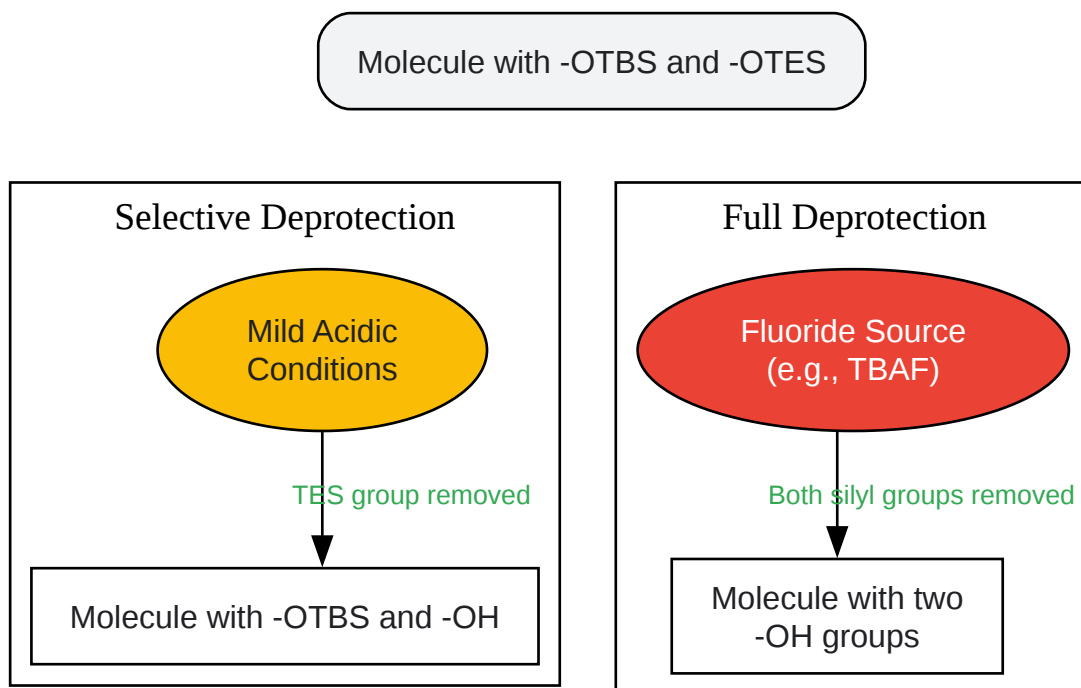 Molecule with -OTBS and -OTES
Selective Deprotection
Mild Acidic
Conditions
TES group removed
Molecule with -OTBS and -OH
Full Deprotection
Fluoride Source
(e.g., TBAF)
Both silyl groups removed
Molecule with two
-OH groups